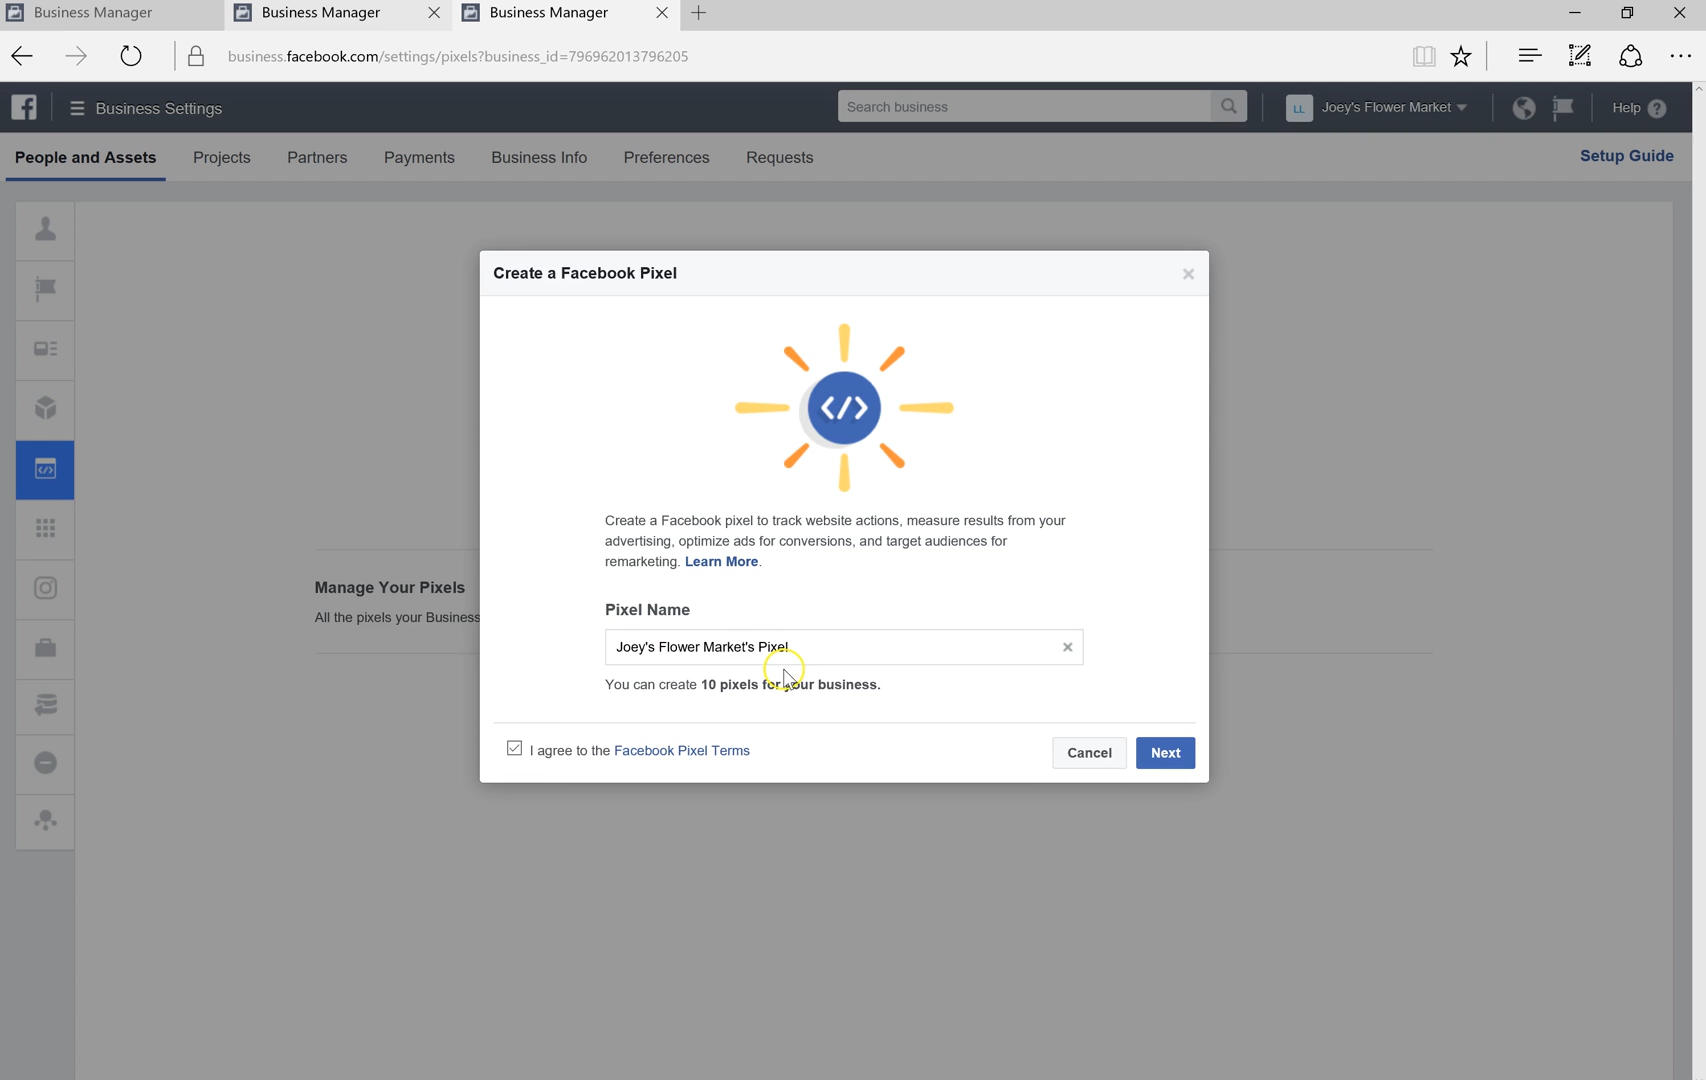 Business Manager
Business Manager
Business Manager
business.facebook.com/settings/pixels?business_id=796962013796205
Business Settings
Search business
LL
Joey's Flower Market
Help ?
People and Assets
Projects
Partners
Payments
Business Info
Preferences
Requests
Setup Guide
Create a Facebook Pixel
Create a Facebook pixel to track website actions, measure results from your
advertising, optimize ads for conversions, and target audiences for
remarketing. Learn More.
Manage Your Pixels
All the pixels your Business
Pixel Name
Joey's Flower Market's Pixel
You can create 10 pixels for your business.
I agree to the Facebook Pixel Terms
Cancel
Next